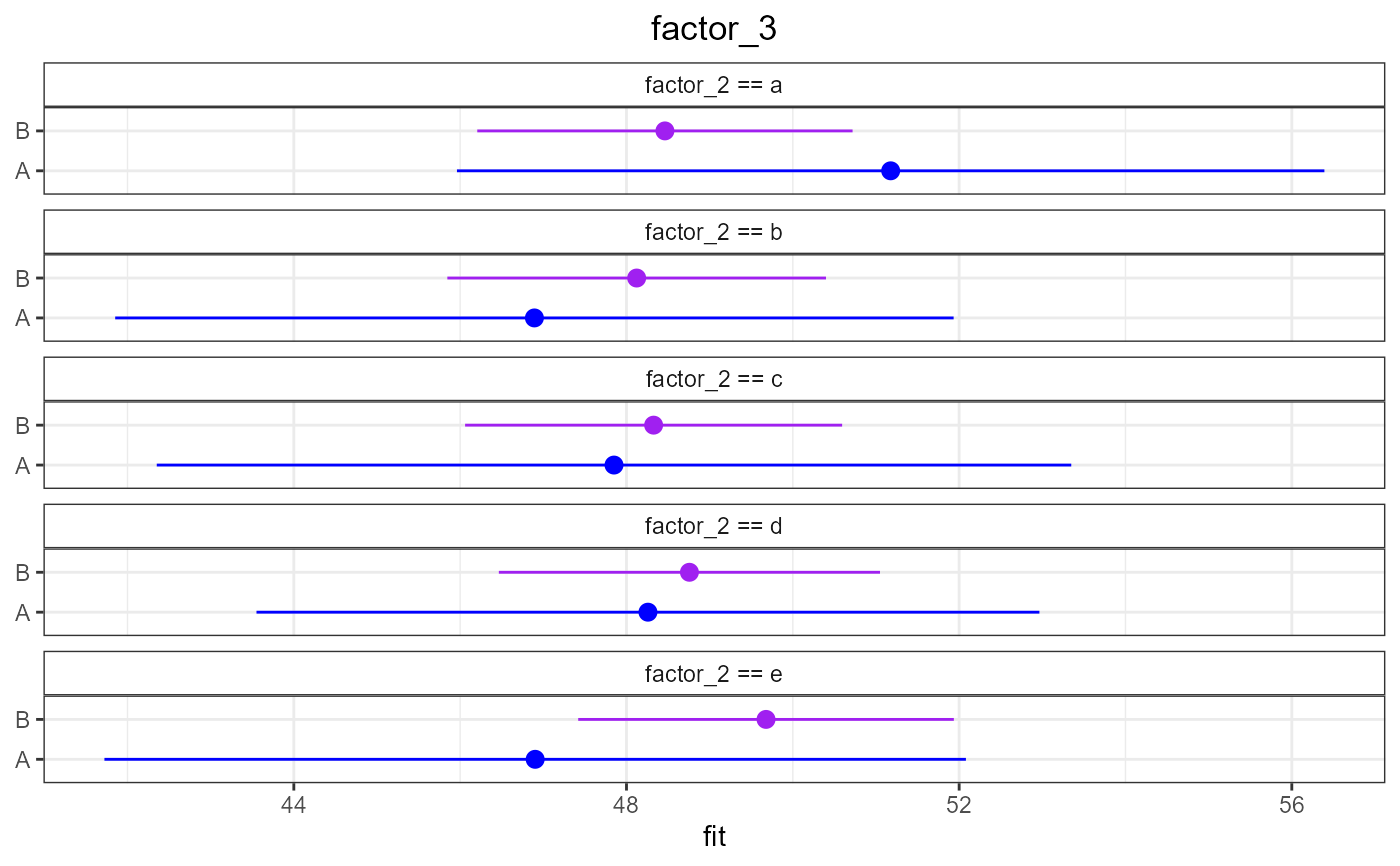 factor_3
factor_2 == a
B
A
factor_2 == b
B
A
factor_2 == c
B
A
factor_2 == d
B
A
factor_2 == e
B
A
44 48 52 56
fit